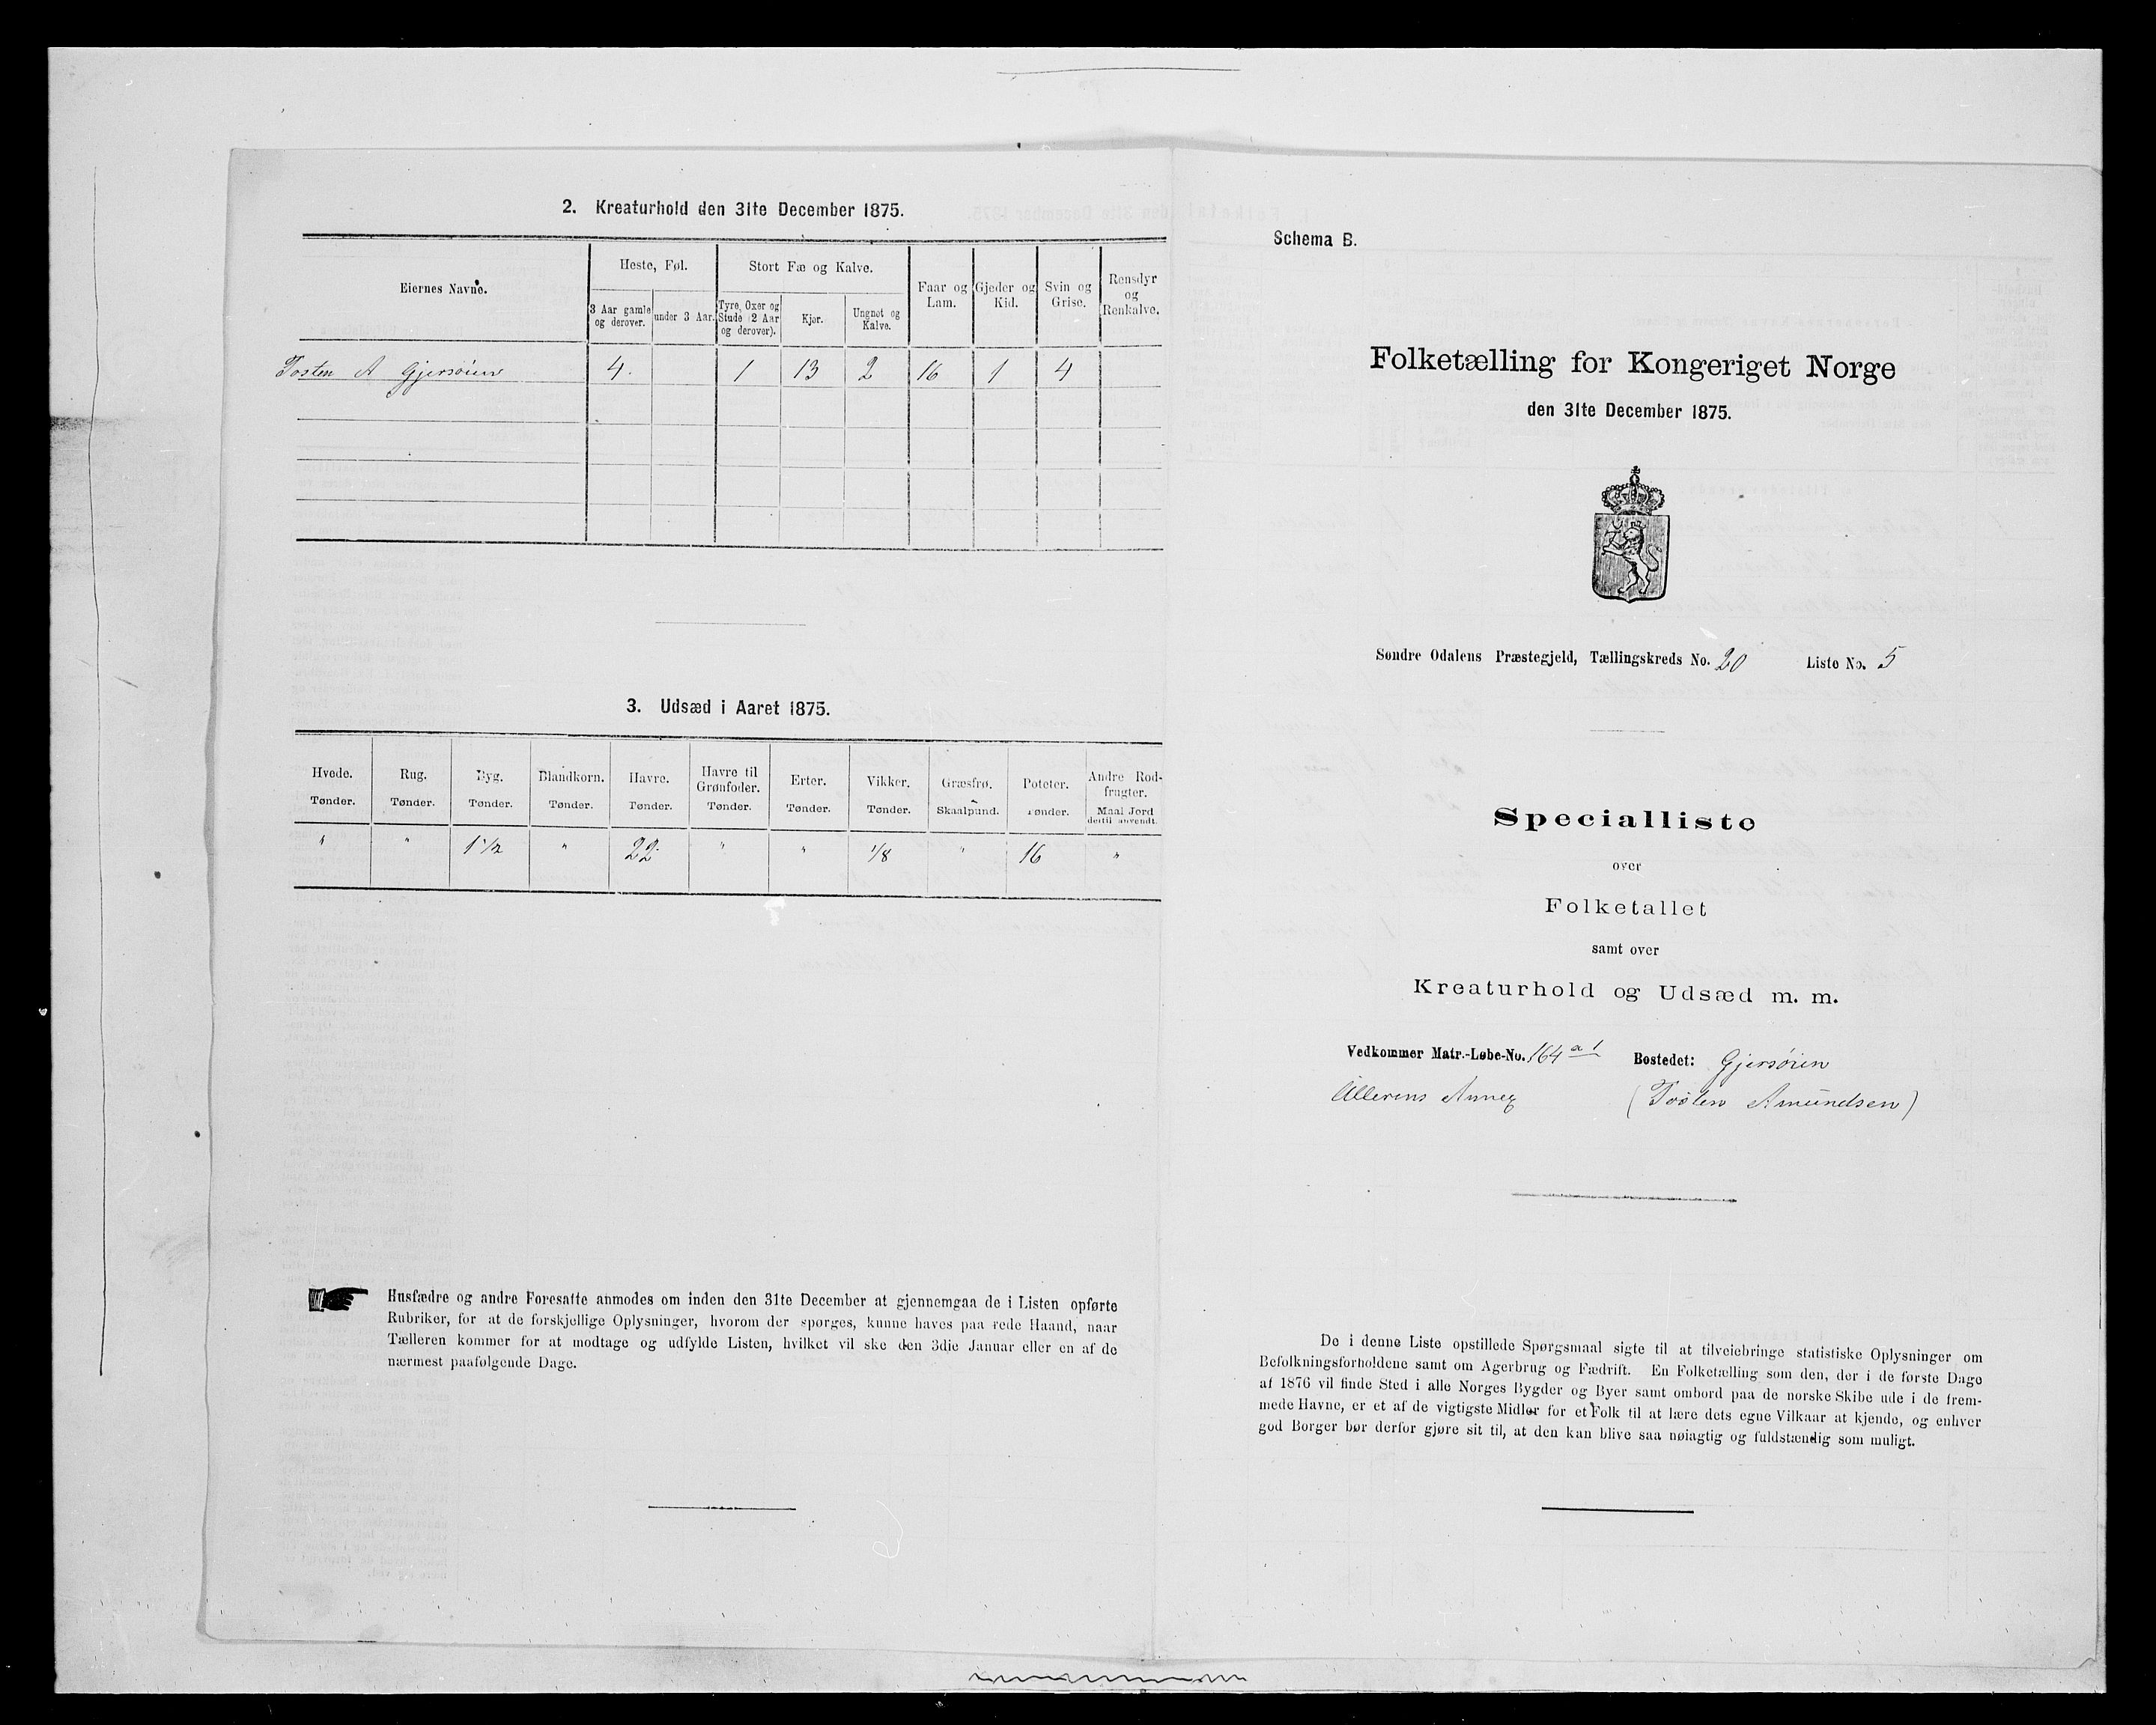 2. Kreaturhold den 31te December 1875.
Eiernes Navne.
Heste, Føl.
Stort Fæ og Kalve.
Faar og Lam.
Gjeder og Kid.
Svin og Grise.
Rensdyr og Renkalve.
3 Aar gamle og derover.
under 3 Aar.
Tyre, Oxer og Stude (2 Aar og derover).
Kjør.
Ungnøt og Kalve.
Tosten A Gjersøien 4. 1 13 2 16 1 4
3. Udsæd i Aaret 1875.
Hvede. Rug. Byg. Blandkorn. Havre. Havre til Grønfoder. Erter. Vikker. Græsfrø. Poteter. Andre Rodfrugter.
Tønder. Tønder. Tønder. Tønder. Tønder. Tønder. Tønder. Tønder. Skaalpund. Tønder. Maal Jord dertil anvendt.
" " 1 1/2 " 22 " " 1/8 " 16 "
Husfædre og andre Foresatte anmodes om inden den 31te December at gjennemgaa de i Listen opførte
Rubriker, for at de forskjellige Oplysninger, hvorom der spørges, kunne haves paa rede Haand, naar
Tælleren kommer for at modtage og udfylde Listen, hvilket vil ske den 3die Januar eller en af de
nærmest paafølgende Dage.
Schema B.
Folketælling for Kongeriget Norge
den 31te December 1875.
Søndre Odalens Præstegjeld, Tællingskreds No. 20 Liste No. 5
Specialliste
over
Folketallet
samt over
Kreaturhold og Udsæd m. m.
Vedkommer Matr.-Løbe-No. 164 a 1 Bostedet: Gjersøien
Ullerens Annex (Tosten Amundsen)
De i denne Liste opstillede Spørgsmaal sigte til at tilveiebringe statistiske Oplysninger om
Befolkningsforholdene samt om Agerbrug og Fædrift. En Folketælling som den, der i de første Dage
af 1876 vil finde Sted i alle Norges Bygder og Byer samt ombord paa de norske Skibe ude i de frem-
mede Havne, er et af de vigtigste Midler for et Folk til at lære dets egne Vilkaar at kjende, og enhver
god Borger bør derfor gjøre sit til, at den kan blive saa nøiagtig og fuldstændig som muligt.